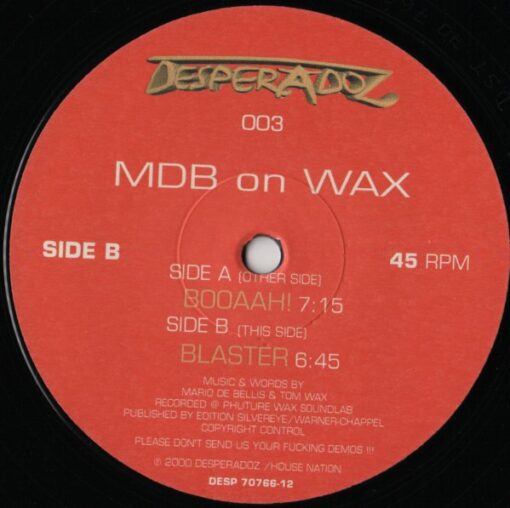 DESPERADOZ
003
MDB on WAX
SIDE B
45 RPM
SIDE A (OTHER SIDE)
BOOAAH! 7:15
SIDE B (THIS SIDE)
BLASTER 6:45
MUSIC & WORDS BY
MARIO DE BELLIS & TOM WAX
RECORDED @ PHUTURE WAX SOUNDLAB
PUBLISHED BY EDITION SILVEREYE/WARNER-CHAPPEL
COPYRIGHT CONTROL
PLEASE DON'T SEND US YOUR FUCKING DEMOS !!!
℗ 2000 DESPERADOZ /HOUSE NATION
DESP 70766-12